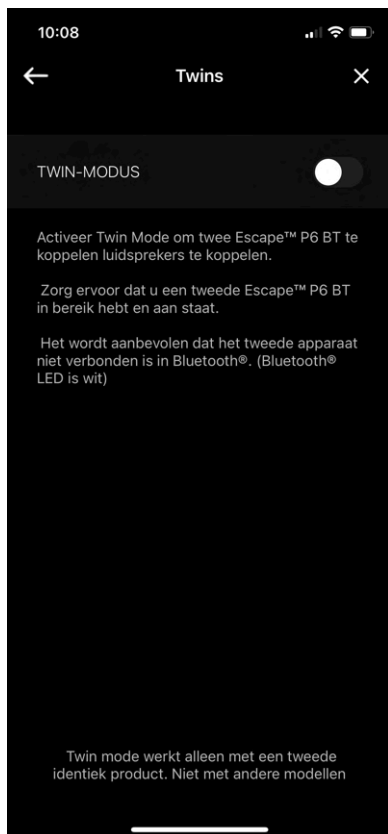 10:08
Twins
TWIN-MODUS
Activeer Twin Mode om twee Escape™ P6 BT te
koppelen luidsprekers te koppelen.
Zorg ervoor dat u een tweede Escape™ P6 BT
in bereik hebt en aan staat.
Het wordt aanbevolen dat het tweede apparaat
niet verbonden is in Bluetooth®. (Bluetooth®
LED is wit)
Twin mode werkt alleen met een tweede
identiek product. Niet met andere modellen